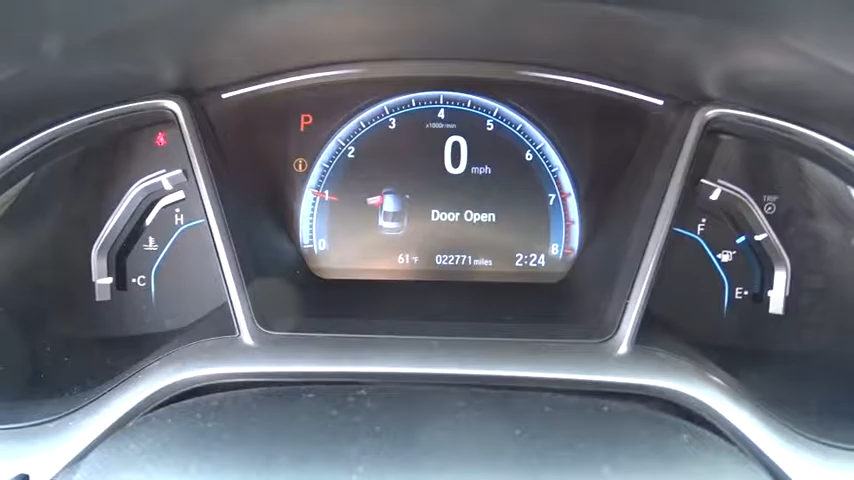 P
0 1 2 3 4 5 6 7 8
x1000r/min
0 mph
Door Open
61°F
022771 miles
2:24
H
C
TRIP
F
E